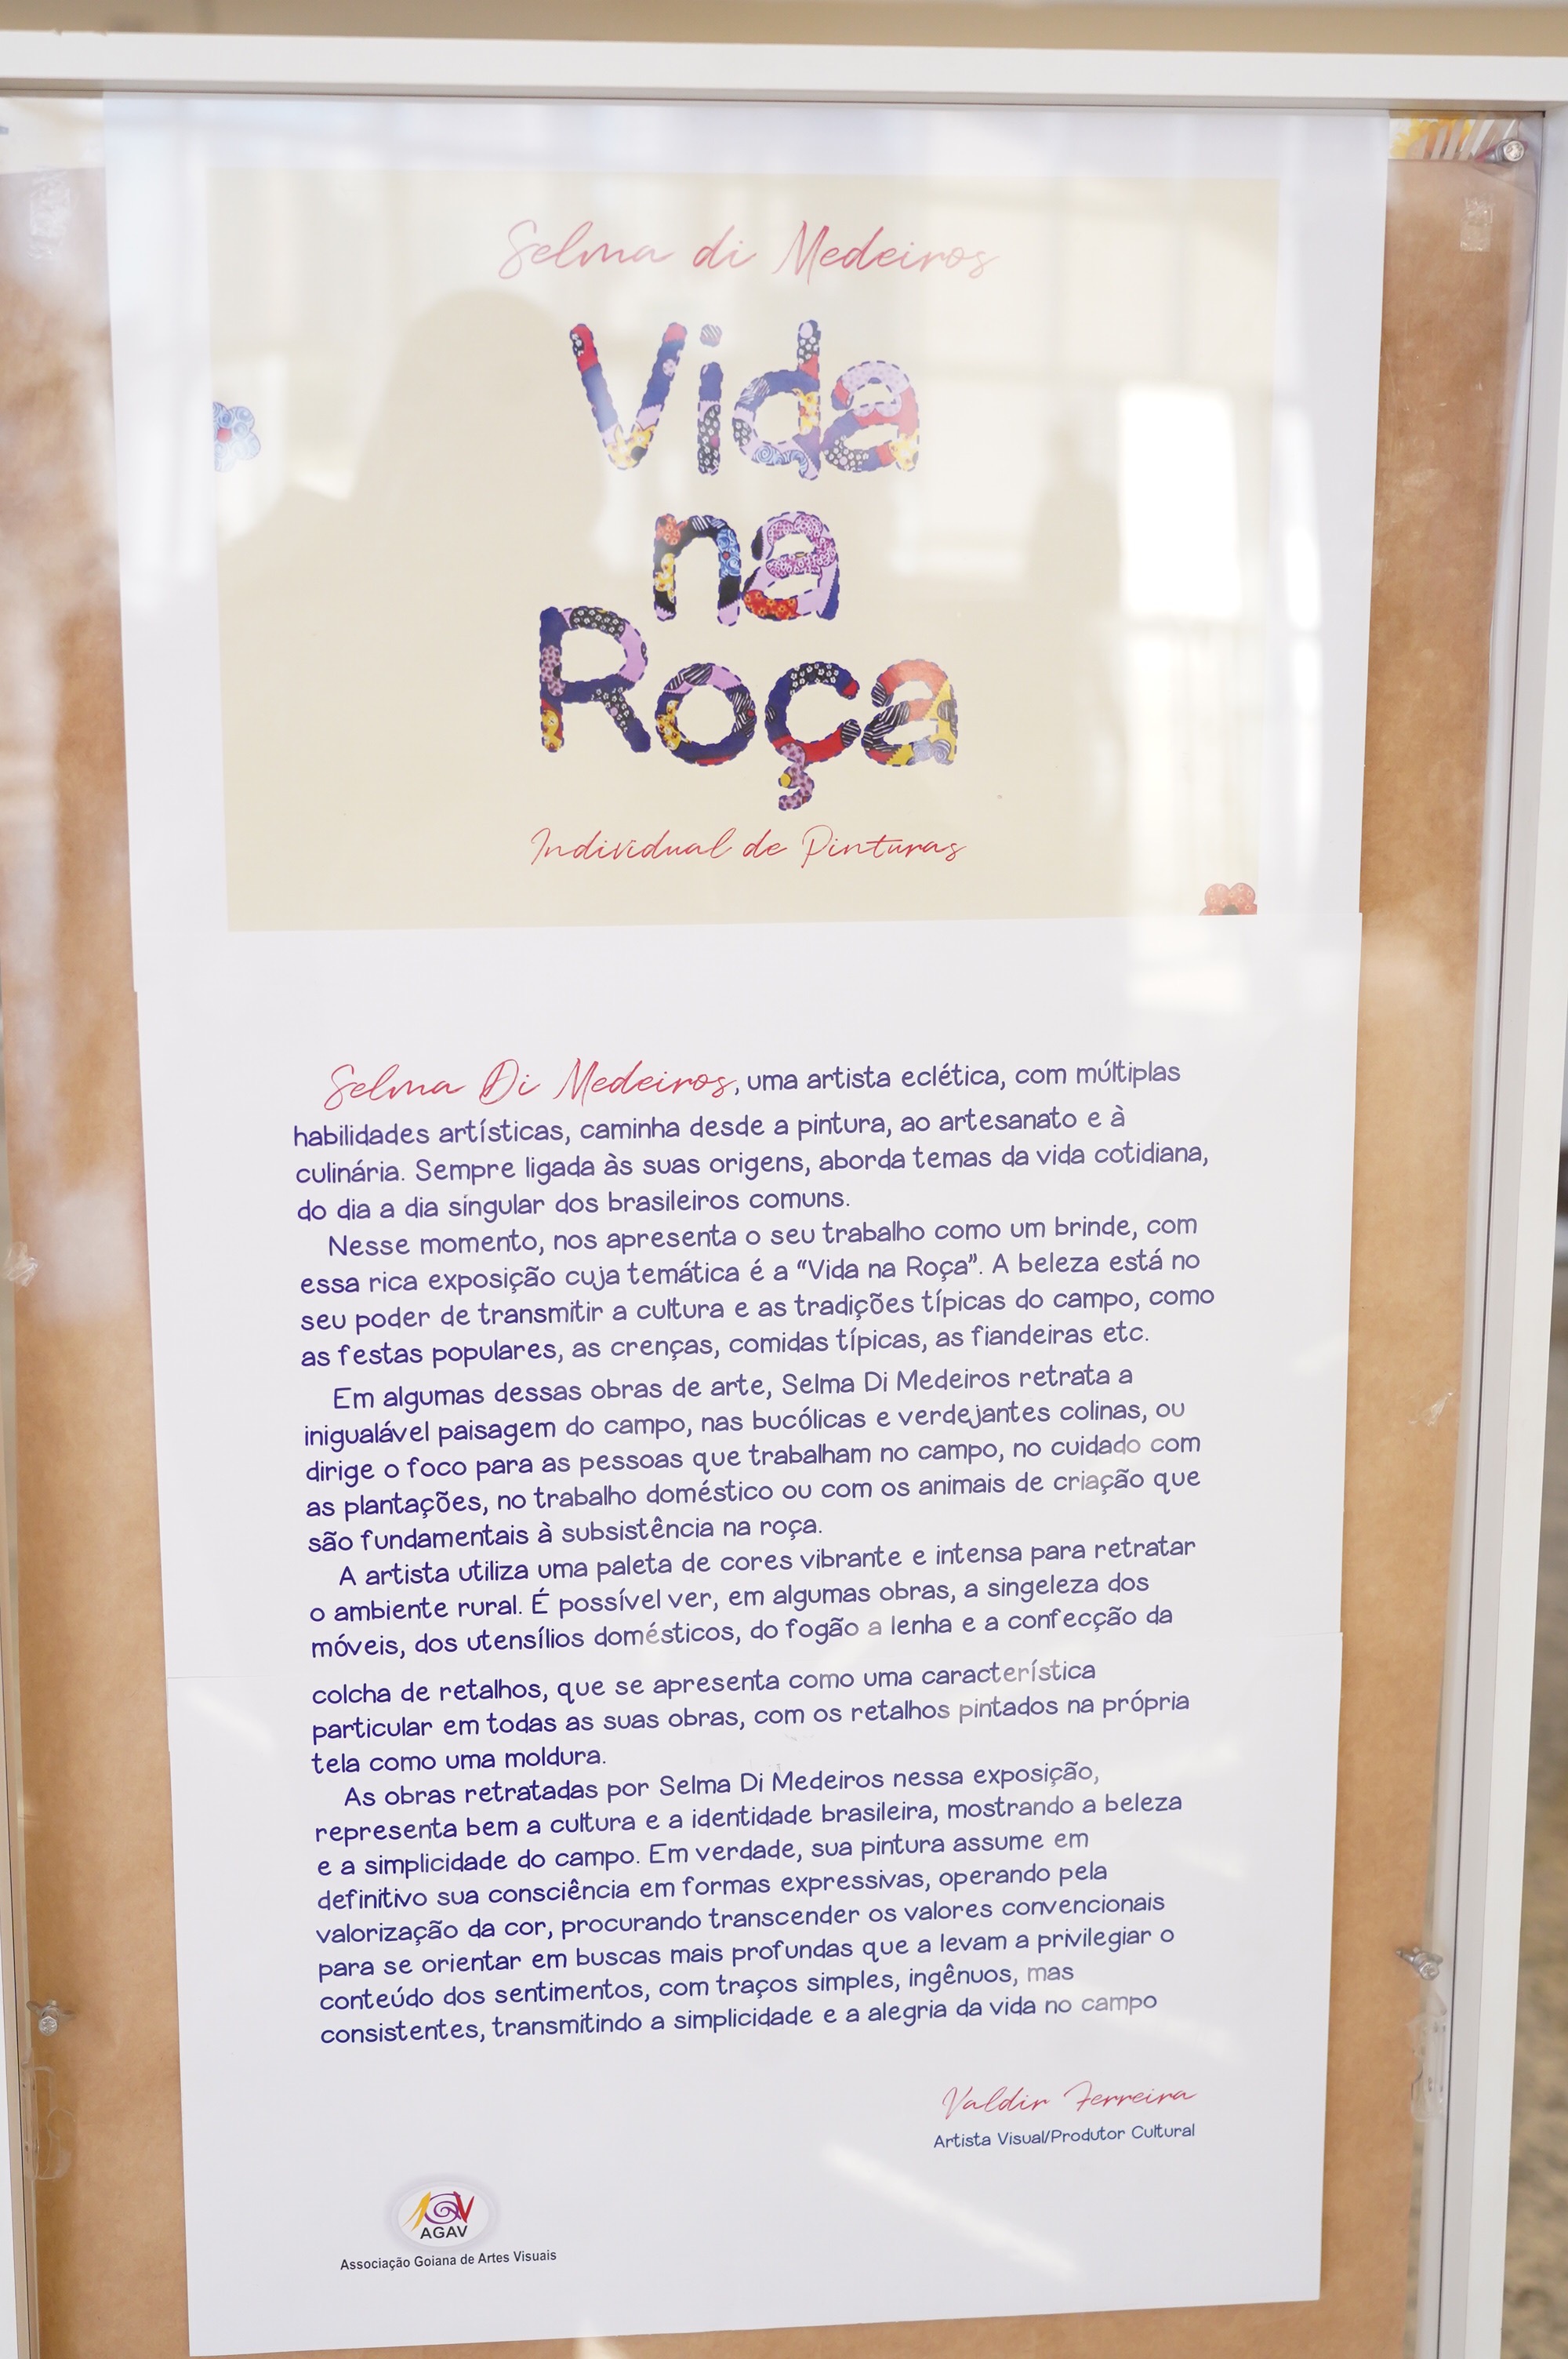 Selma di Medeiros
Vida
na
Roça
Individual de Pinturas
Selma Di Medeiros, uma artista eclética, com múltiplas
habilidades artísticas, caminha desde a pintura, ao artesanato e à
culinária. Sempre ligada às suas origens, aborda temas da vida cotidiana,
do dia a dia singular dos brasileiros comuns.
Nesse momento, nos apresenta o seu trabalho como um brinde, com
essa rica exposição cuja temática é a “Vida na Roça”. A beleza está no
seu poder de transmitir a cultura e as tradições típicas do campo, como
as festas populares, as crenças, comidas típicas, as fiandeiras etc.
Em algumas dessas obras de arte, Selma Di Medeiros retrata a
inigualável paisagem do campo, nas bucólicas e verdejantes colinas, ou
dirige o foco para as pessoas que trabalham no campo, no cuidado com
as plantações, no trabalho doméstico ou com os animais de criação que
são fundamentais à subsistência na roça.
A artista utiliza uma paleta de cores vibrante e intensa para retratar
o ambiente rural. É possível ver, em algumas obras, a singeleza dos
móveis, dos utensílios domésticos, do fogão a lenha e a confecção da
colcha de retalhos, que se apresenta como uma característica
particular em todas as suas obras, com os retalhos pintados na própria
tela como uma moldura.
As obras retratadas por Selma Di Medeiros nessa exposição,
representa bem a cultura e a identidade brasileira, mostrando a beleza
e a simplicidade do campo. Em verdade, sua pintura assume em
definitivo sua consciência em formas expressivas, operando pela
valorização da cor, procurando transcender os valores convencionais
para se orientar em buscas mais profundas que a levam a privilegiar o
conteúdo dos sentimentos, com traços simples, ingênuos, mas
consistentes, transmitindo a simplicidade e a alegria da vida no campo
Valdir Ferreira
Artista Visual/Produtor Cultural
AGAV
Associação Goiana de Artes Visuais